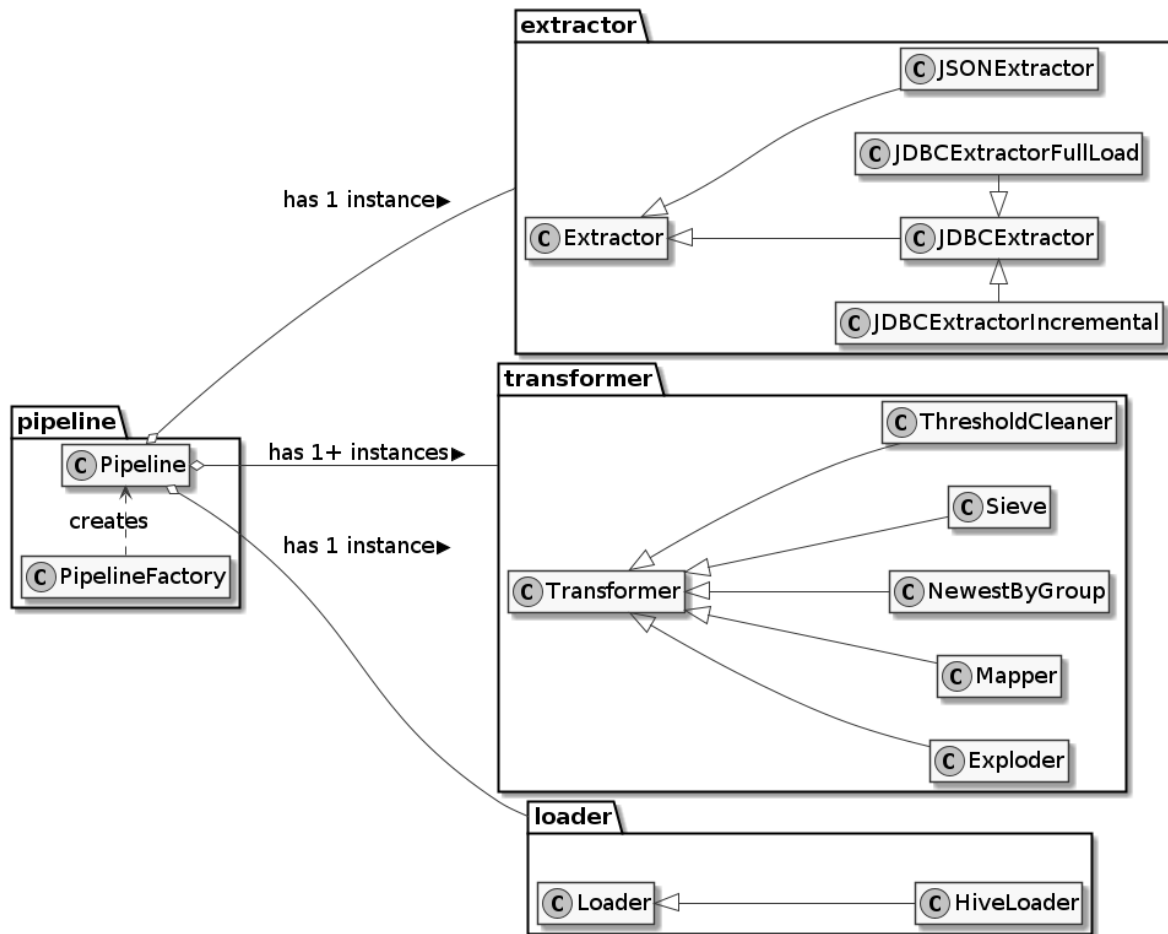 extractor
C JSONExtractor
C JDBCExtractorFullLoad
has 1 instance▶
C Extractor
C JDBCExtractor
C JDBCExtractorIncremental
transformer
C ThresholdCleaner
pipeline
C Pipeline
has 1+ instances▶
C Sieve
creates
has 1 instance▶
C PipelineFactory
C Transformer
C NewestByGroup
C Mapper
C Exploder
loader
C Loader
C HiveLoader